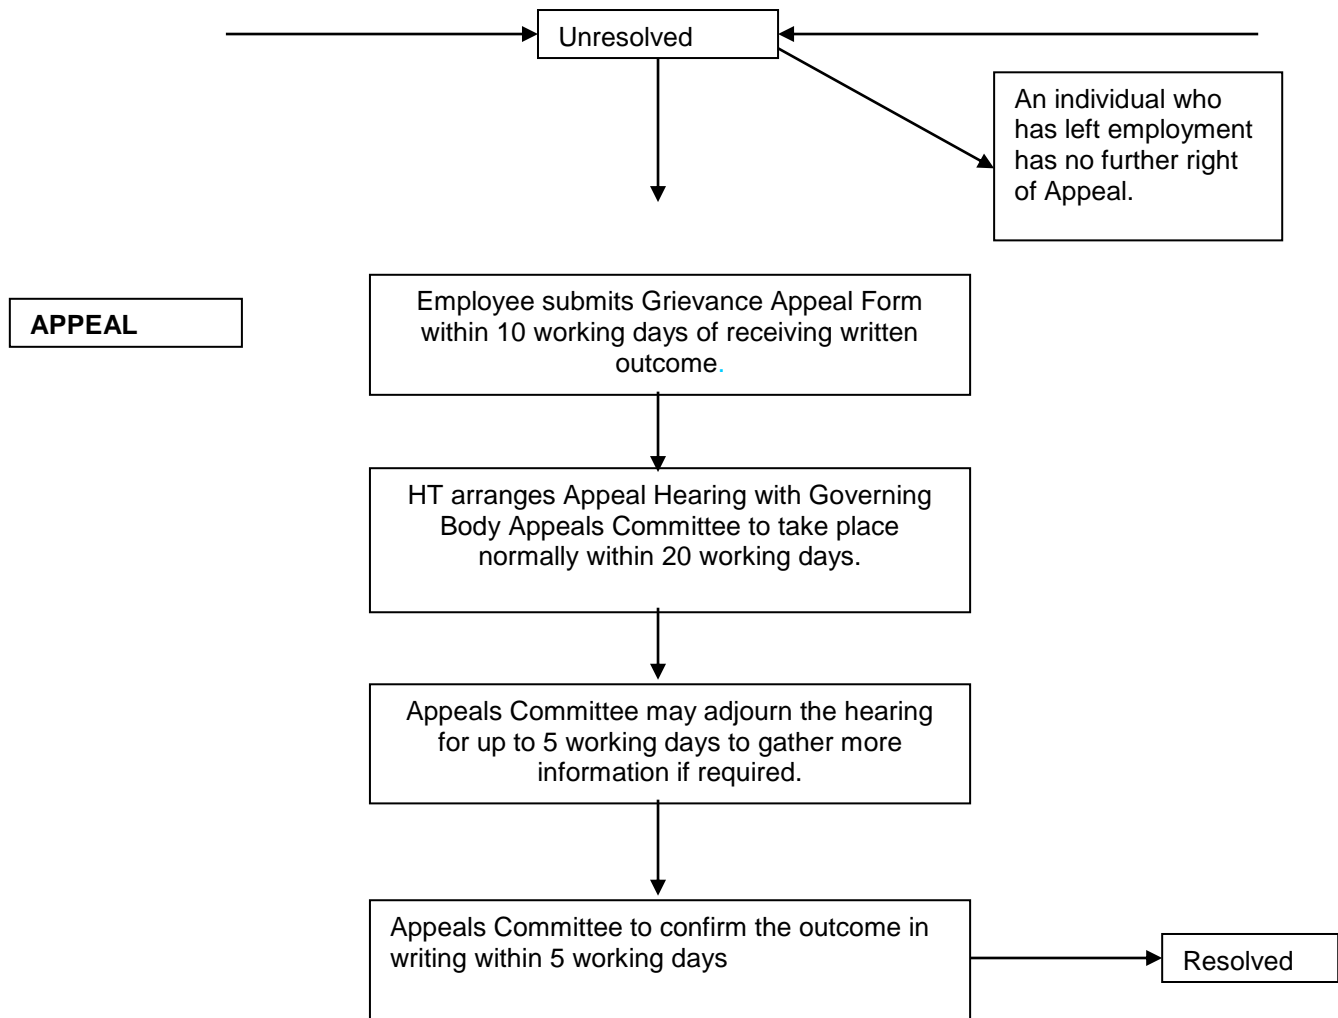 Unresolved
An individual who
has left employment
has no further right
of Appeal.
APPEAL
Employee submits Grievance Appeal Form
within 10 working days of receiving written
outcome.
HT arranges Appeal Hearing with Governing
Body Appeals Committee to take place
normally within 20 working days.
Appeals Committee may adjourn the hearing
for up to 5 working days to gather more
information if required.
Appeals Committee to confirm the outcome in
writing within 5 working days
Resolved